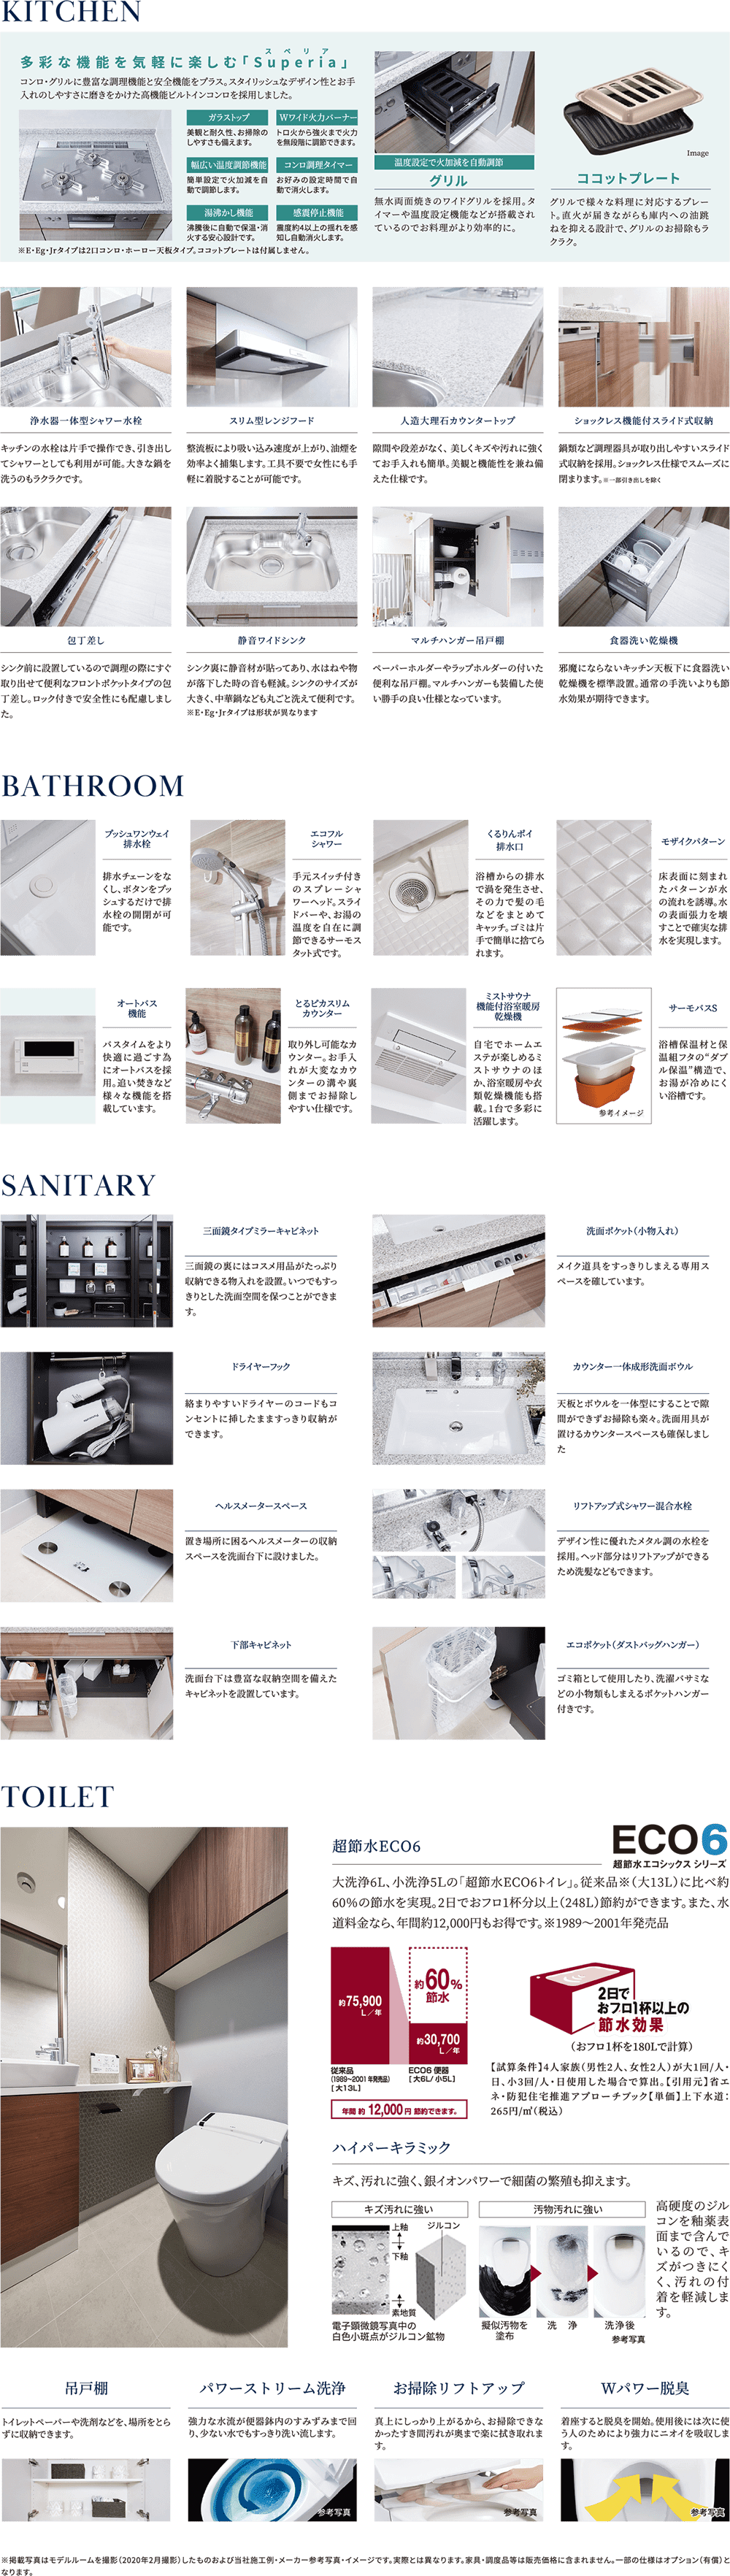 KITCHEN
スペリア
多彩な機能を気軽に楽しむ「Superia」
コンロ・グリルに豊富な調理機能と安全機能をプラス。スタイリッシュなデザイン性とお手
入れのしやすさに磨きをかけた高機能ビルトインコンロを採用しました。
ガラストップ
美観と耐久性、お掃除の
しやすさも備えます。
Wワイド火力バーナー
トロ火から強火まで火力
を無段階に調節できます。
幅広い温度調節機能
簡単設定で火加減を自
動で調節します。
コンロ調理タイマー
お好みの設定時間で自
動で消火します。
湯沸かし機能
沸騰後に自動で保温・消
火する安心設計です。
感震停止機能
震度約4以上の揺れを感
知し自動消火します。
※E・Eg・Jrタイプは2口コンロ・ホーロー天板タイプ。ココットプレートは付属しません。
温度設定で火加減を自動調節
グリル
無水両面焼きのワイドグリルを採用。タ
イマーや温度設定機能などが搭載され
ているのでお料理がより効率的に。
Image
ココットプレート
グリルで様々な料理に対応するプレー
ト。直火が届きながらも庫内への油跳
ねを抑える設計で、グリルのお掃除もラ
クラク。
浄水器一体型シャワー水栓
キッチンの水栓は片手で操作でき、引き出し
てシャワーとしても利用が可能。大きな鍋を
洗うのもラクラクです。
スリム型レンジフード
整流板により吸い込み速度が上がり、油煙を
効率よく捕集します。工具不要で女性にも手
軽に着脱することが可能です。
人造大理石カウンタートップ
隙間や段差がなく、美しくキズや汚れに強く
てお手入れも簡単。美観と機能性を兼ね備
えた仕様です。
ショックレス機能付スライド式収納
鍋類など調理器具が取り出しやすいスライド
式収納を採用。ショックレス仕様でスムーズに
閉まります。※一部引き出しを除く
包丁差し
シンク前に設置しているので調理の際にすぐ
取り出せて便利なフロントポケットタイプの包
丁差し。ロック付きで安全性にも配慮しまし
た。
静音ワイドシンク
シンク裏に静音材が貼ってあり、水はねや物
が落下した時の音も軽減。シンクのサイズが
大きく、中華鍋なども丸ごと洗えて便利です。
※E・Eg・Jrタイプは形状が異なります
マルチハンガー吊戸棚
ペーパーホルダーやラップホルダーの付いた
便利な吊戸棚。マルチハンガーも装備した使
い勝手の良い仕様となっています。
食器洗い乾燥機
邪魔にならないキッチン天板下に食器洗い
乾燥機を標準設置。通常の手洗いよりも節
水効果が期待できます。
BATHROOM
プッシュワンウェイ
排水栓
排水チェーンをな
くし、ボタンをプッ
シュするだけで排
水栓の開閉が可
能です。
エコフル
シャワー
手元スイッチ付き
のスプレーシャ
ワーヘッド。スライ
ドバーや、お湯の
温度を自在に調
節できるサーモス
タット式です。
くるりんポイ
排水口
浴槽からの排水
で渦を発生させ、
その力で髪の毛
などをまとめて
キャッチ。ゴミは片
手で簡単に捨てら
れます。
モザイクパターン
床表面に刻まれ
たパターンが水
の流れを誘導。水
の表面張力を壊
すことで確実な排
水を実現します。
オートバス
機能
バスタイムをより
快適に過ごす為
にオートバスを採
用。追い焚きなど
様々な機能を搭
載しています。
とるピカスリム
カウンター
取り外し可能なカ
ウンター。お手入
れが大変なカウ
ンターの溝や裏
側までお掃除し
やすい仕様です。
ミストサウナ
機能付浴室暖房
乾燥機
自宅でホームエ
ステが楽しめるミ
ストサウナのほ
か、浴室暖房や衣
類乾燥機能も搭
載。1台で多彩に
活躍します。
参考イメージ
サーモバスS
浴槽保温材と保
温組フタの“ダブ
ル保温”構造で、
お湯が冷めにく
い浴槽です。
SANITARY
三面鏡タイプミラーキャビネット
三面鏡の裏にはコスメ用品がたっぷり
収納できる物入れを設置。いつでもすっ
きりとした洗面空間を保つことができま
す。
洗面ポケット（小物入れ）
メイク道具をすっきりしまえる専用ス
ペースを確しています。
ドライヤーフック
絡まりやすいドライヤーのコードもコ
ンセントに挿したまますっきり収納が
できます。
カウンター一体成形洗面ボウル
天板とボウルを一体型にすることで隙
間ができずお掃除も楽々。洗面用具が
置けるカウンタースペースも確保しまし
た
ヘルスメータースペース
置き場所に困るヘルスメーターの収納
スペースを洗面台下に設けました。
リフトアップ式シャワー混合水栓
デザイン性に優れたメタル調の水栓を
採用。ヘッド部分はリフトアップができる
ため洗髪などもできます。
下部キャビネット
洗面台下は豊富な収納空間を備えた
キャビネットを設置しています。
エコポケット（ダストバッグハンガー）
ゴミ箱として使用したり、洗濯バサミな
どの小物類もしまえるポケットハンガー
付きです。
TOILET
超節水ECO6
ECO6
超節水エコシックス シリーズ
大洗浄6L、小洗浄5Lの「超節水ECO6トイレ」。従来品※（大13L）に比べ約
60％の節水を実現。2日でおフロ1杯分以上（248L）節約ができます。また、水
道料金なら、年間約12,000円もお得です。※1989～2001年発売品
約75,900
L／年
約60％
節水
約30,700
L／年
従来品
(1989～2001年発売品)
[大13L]
ECO6 便器
[大6L/ 小5L]
年間 約 12,000円 節約できます。
2日で
おフロ1杯以上の
節水効果
（おフロ1杯を180Lで計算）
【試算条件】4人家族（男性2人、女性2人）が大1回/人・
日、小3回/人・日使用した場合で算出。【引用元】省エ
ネ・防犯住宅推進アプローチブック【単価】上下水道：
265円/㎥（税込）
ハイパーキラミック
キズ、汚れに強く、銀イオンパワーで細菌の繁殖も抑えます。
キズ汚れに強い
上釉
下釉
素地質
ジルコン
電子顕微鏡写真中の
白色小斑点がジルコン鉱物
汚物汚れに強い
擬似汚物を
塗布
洗　浄
洗浄後
参考写真
高硬度のジル
コンを釉薬表
面まで含んで
いるので、キ
ズがつきにく
く、汚れの付
着を軽減しま
す。
吊戸棚
トイレットペーパーや洗剤などを、場所をとら
ずに収納できます。
パワーストリーム洗浄
強力な水流が便器鉢内のすみずみまで回
り、少ない水でもすっきり洗い流します。
参考写真
お掃除リフトアップ
真上にしっかり上がるから、お掃除できな
かったすき間汚れが奥まで楽に拭き取れま
す。
参考写真
Wパワー脱臭
着座すると脱臭を開始。使用後には次に使
う人のためにより強力にニオイを吸収しま
す。
参考写真
※掲載写真はモデルルームを撮影（2020年2月撮影）したものおよび当社施工例・メーカー参考写真・イメージです。実際とは異なります。家具・調度品等は販売価格に含まれません。一部の仕様はオプション（有償）と
なります。